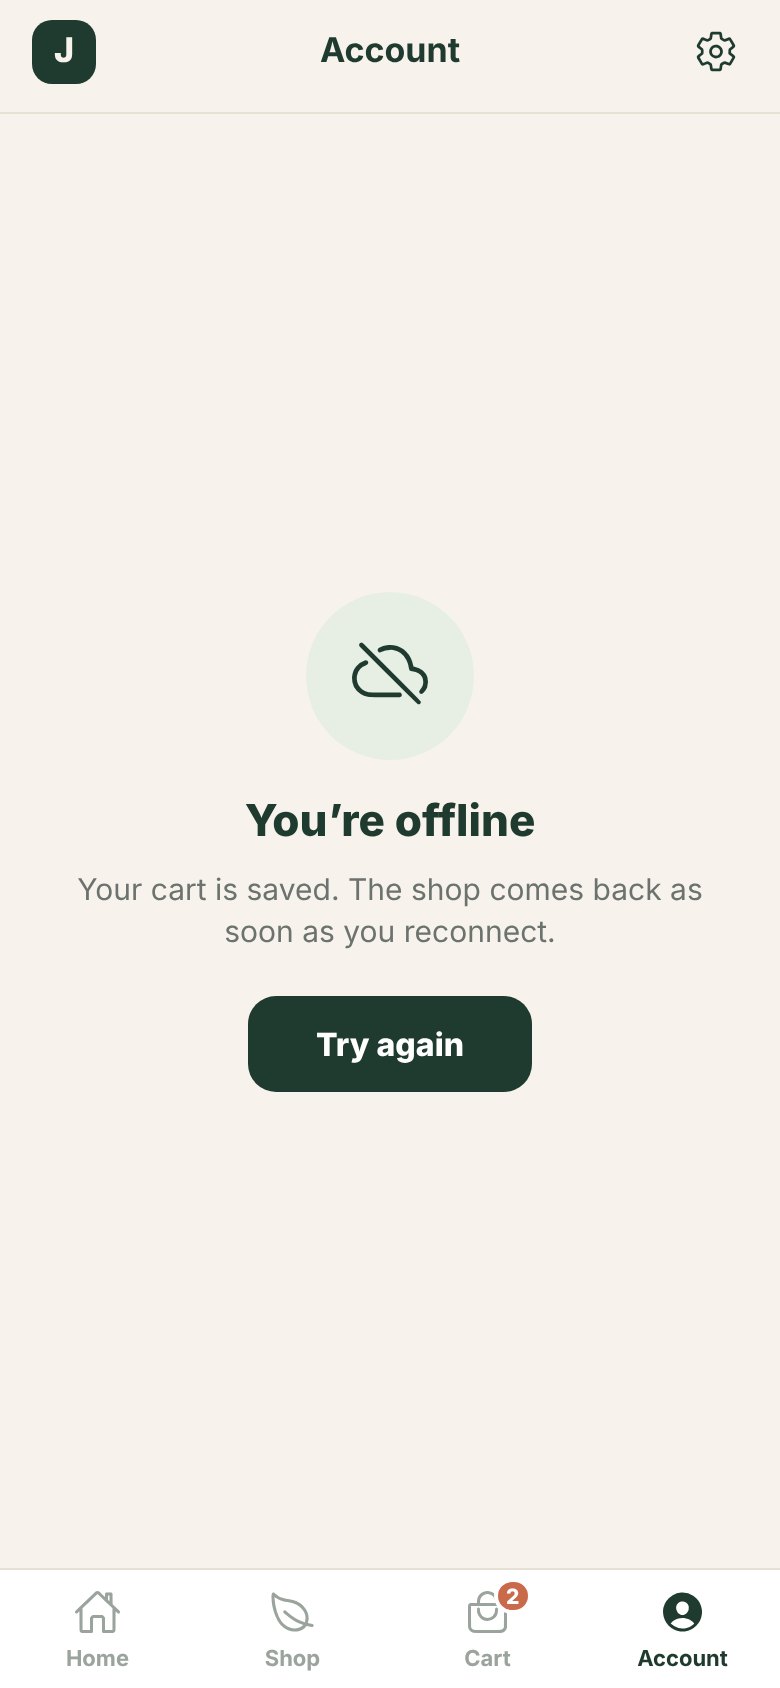 J
Account
You’re offline
Your cart is saved. The shop comes back as
soon as you reconnect.
Try again
2
Home
Shop
Cart
Account